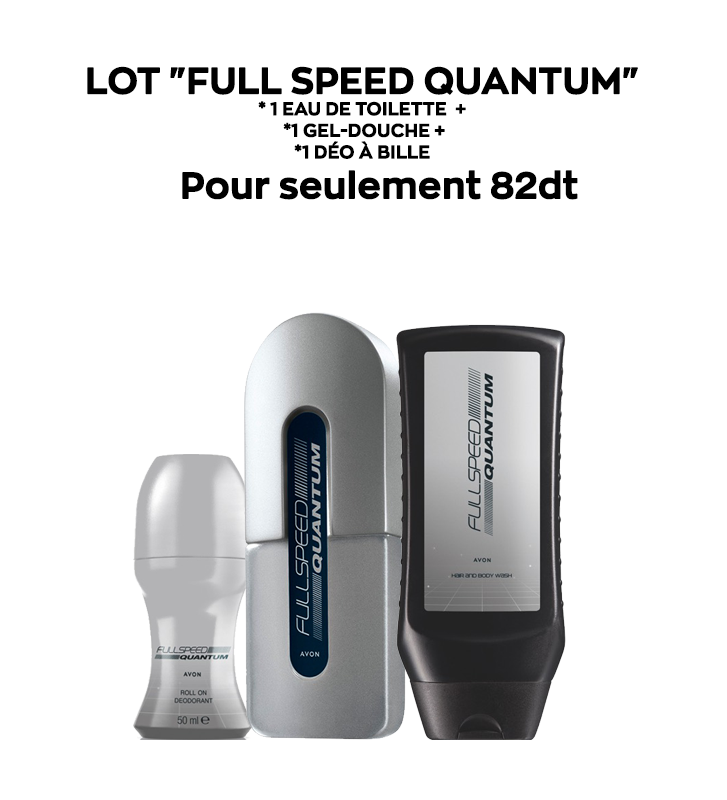 LOT "FULL SPEED QUANTUM"
* 1 EAU DE TOILETTE +
*1 GEL-DOUCHE +
*1 DÉO À BILLE
Pour seulement 82dt
FULL SPEED
QUANTUM
AVON
ROLL ON
DEODORANT
50 ml e
FULL SPEED
QUANTUM
AVON
FULL SPEED
QUANTUM
AVON
HAIR and BODY WASH